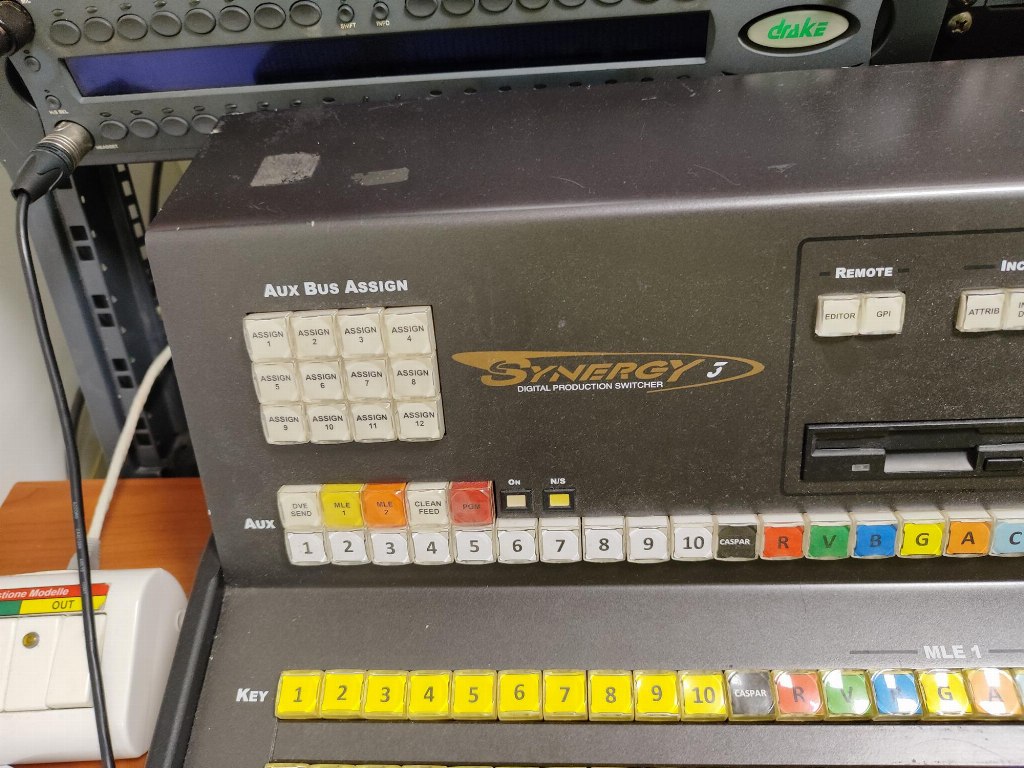 SHIFT
INFO
drake
AUX BUS ASSIGN
REMOTE
ASSIGN 1
ASSIGN 2
ASSIGN 3
ASSIGN 4
EDITOR
GPI
ATTRIB
ASSIGN 5
ASSIGN 6
ASSIGN 7
ASSIGN 8
SYNERGY 3
DIGITAL PRODUCTION SWITCHER
ASSIGN 9
ASSIGN 10
ASSIGN 11
ASSIGN 12
DVE SEND
MLE 1
MLE 2
CLEAN FEED
PGM
ON
N/S
AUX
1 2 3 4 5 6 7 8 9 10 CASPAR R V B G A C
stione Modelle
OUT
MLE 1
KEY
1 2 3 4 5 6 7 8 9 10 CASPAR R V B G A